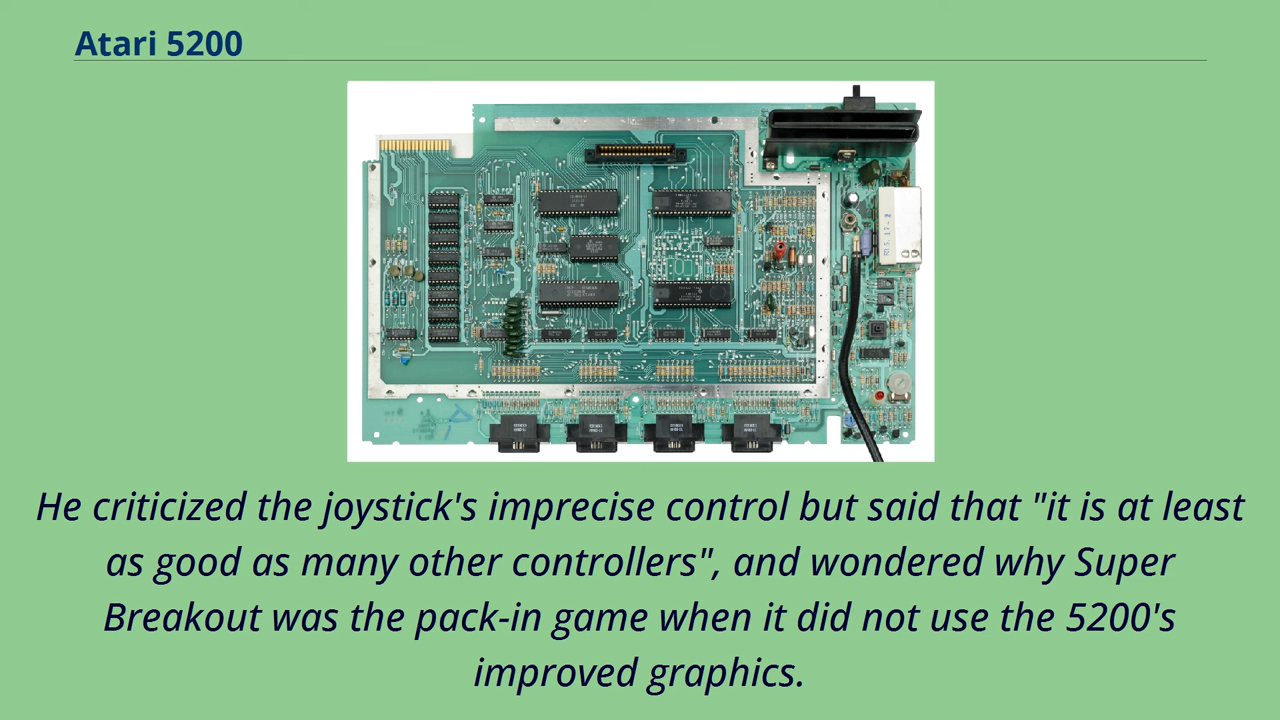 Atari 5200
He criticized the joystick's imprecise control but said that "it is at least
as good as many other controllers", and wondered why Super
Breakout was the pack-in game when it did not use the 5200's
improved graphics.